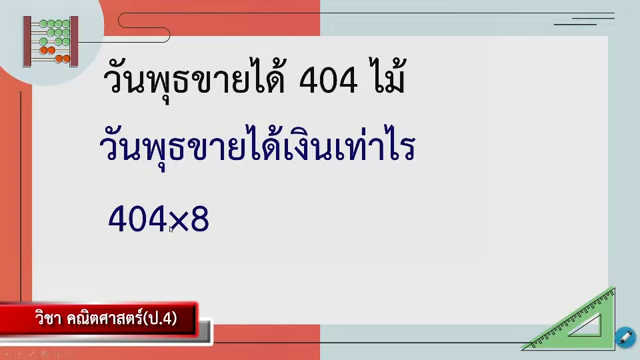 วันพุธขายได้ 404 ไม้
วันพุธขายได้เงินเท่าไร
404×8
วิชา คณิตศาสตร์(ป.4)